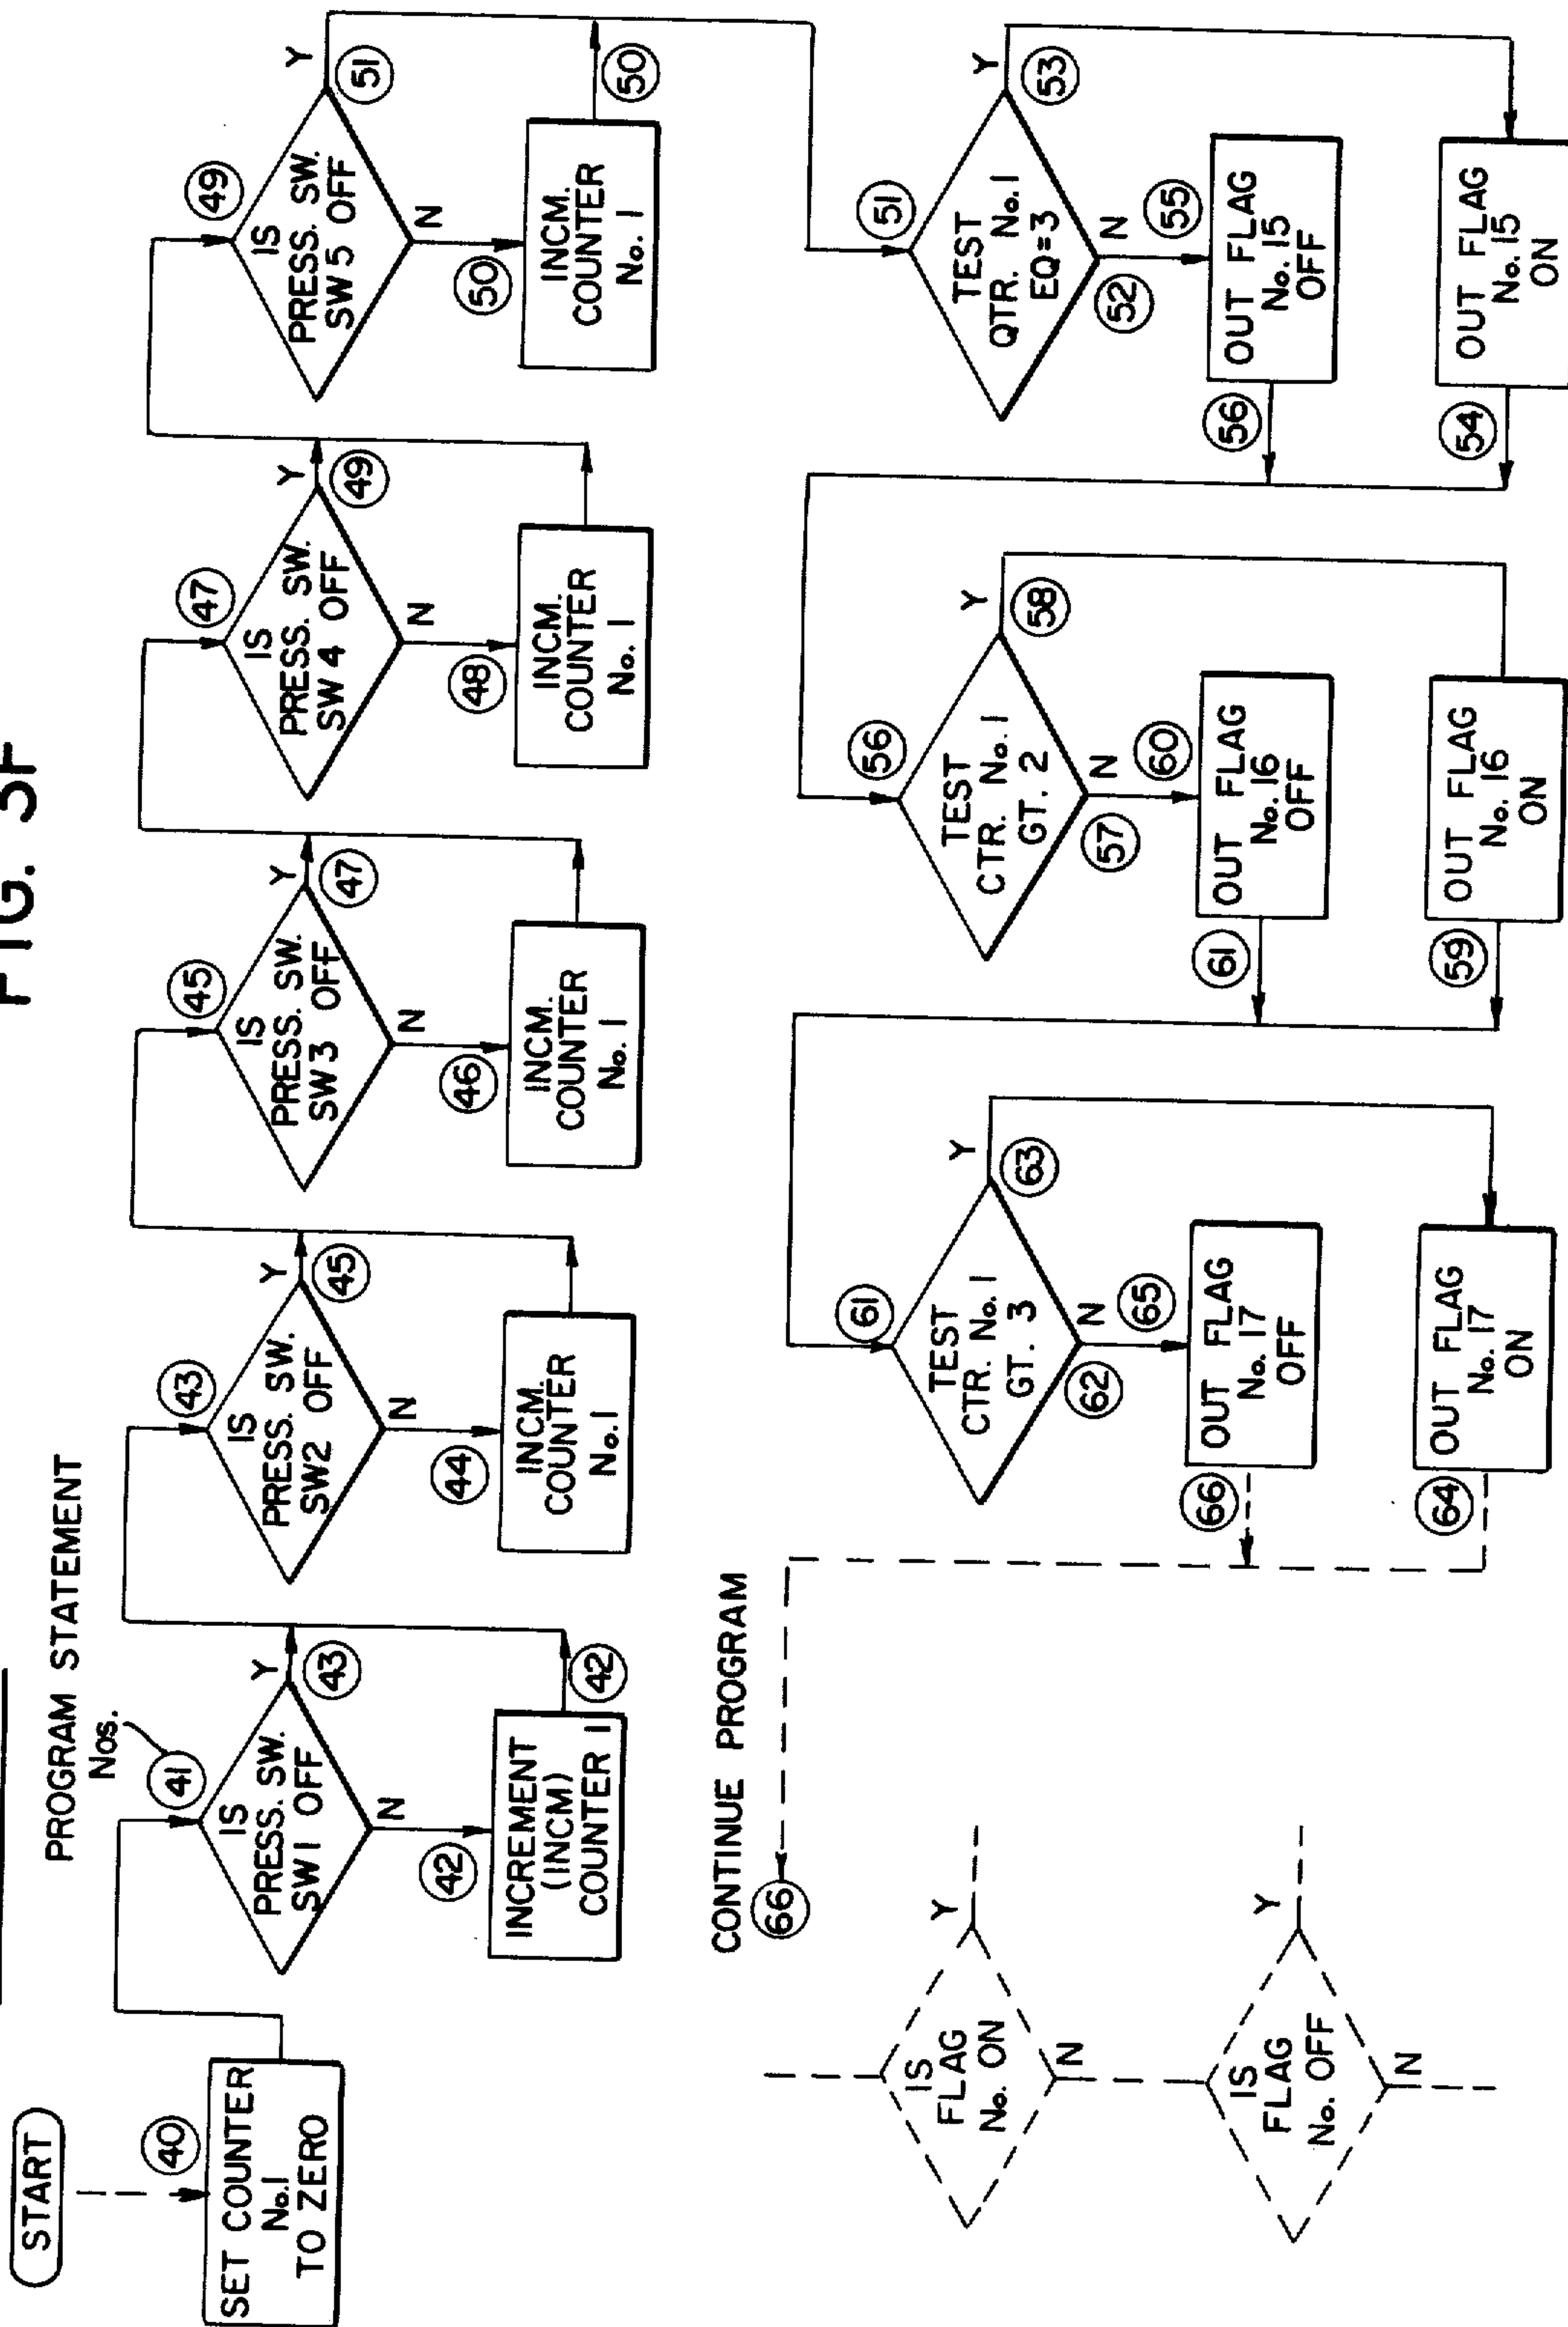 FIG. 3F
START
40
SET COUNTER
No.1
TO ZERO
PROGRAM STATEMENT
Nos.
41
IS
PRESS. SW.
SW1 OFF
Y
43
N
42
INCREMENT
(INCM)
COUNTER 1
42
43
IS
PRESS. SW.
SW2 OFF
Y
45
N
44
INCM.
COUNTER
No.1
45
IS
PRESS. SW.
SW3 OFF
Y
47
N
46
INCM.
COUNTER
No. 1
47
IS
PRESS. SW.
SW 4 OFF
Y
49
N
48
INCM.
COUNTER
No. 1
49
IS
PRESS. SW.
SW 5 OFF
Y
51
N
50
INCM.
COUNTER
No. 1
50
51
TEST
QTR. No.1
EQ=3
Y
53
N
52
55
OUT FLAG
No. 15
OFF
56
OUT FLAG
No. 15
ON
54
56
TEST
CTR. No. 1
GT. 2
Y
58
N
57
60
OUT FLAG
No. 16
OFF
61
OUT FLAG
No. 16
ON
59
61
TEST
CTR. No. 1
GT. 3
Y
63
N
62
65
OUT FLAG
No. 17
OFF
66
OUT FLAG
No. 17
ON
64
CONTINUE PROGRAM
66
IS
FLAG
No. ON
Y
N
IS
FLAG
No. OFF
Y
N